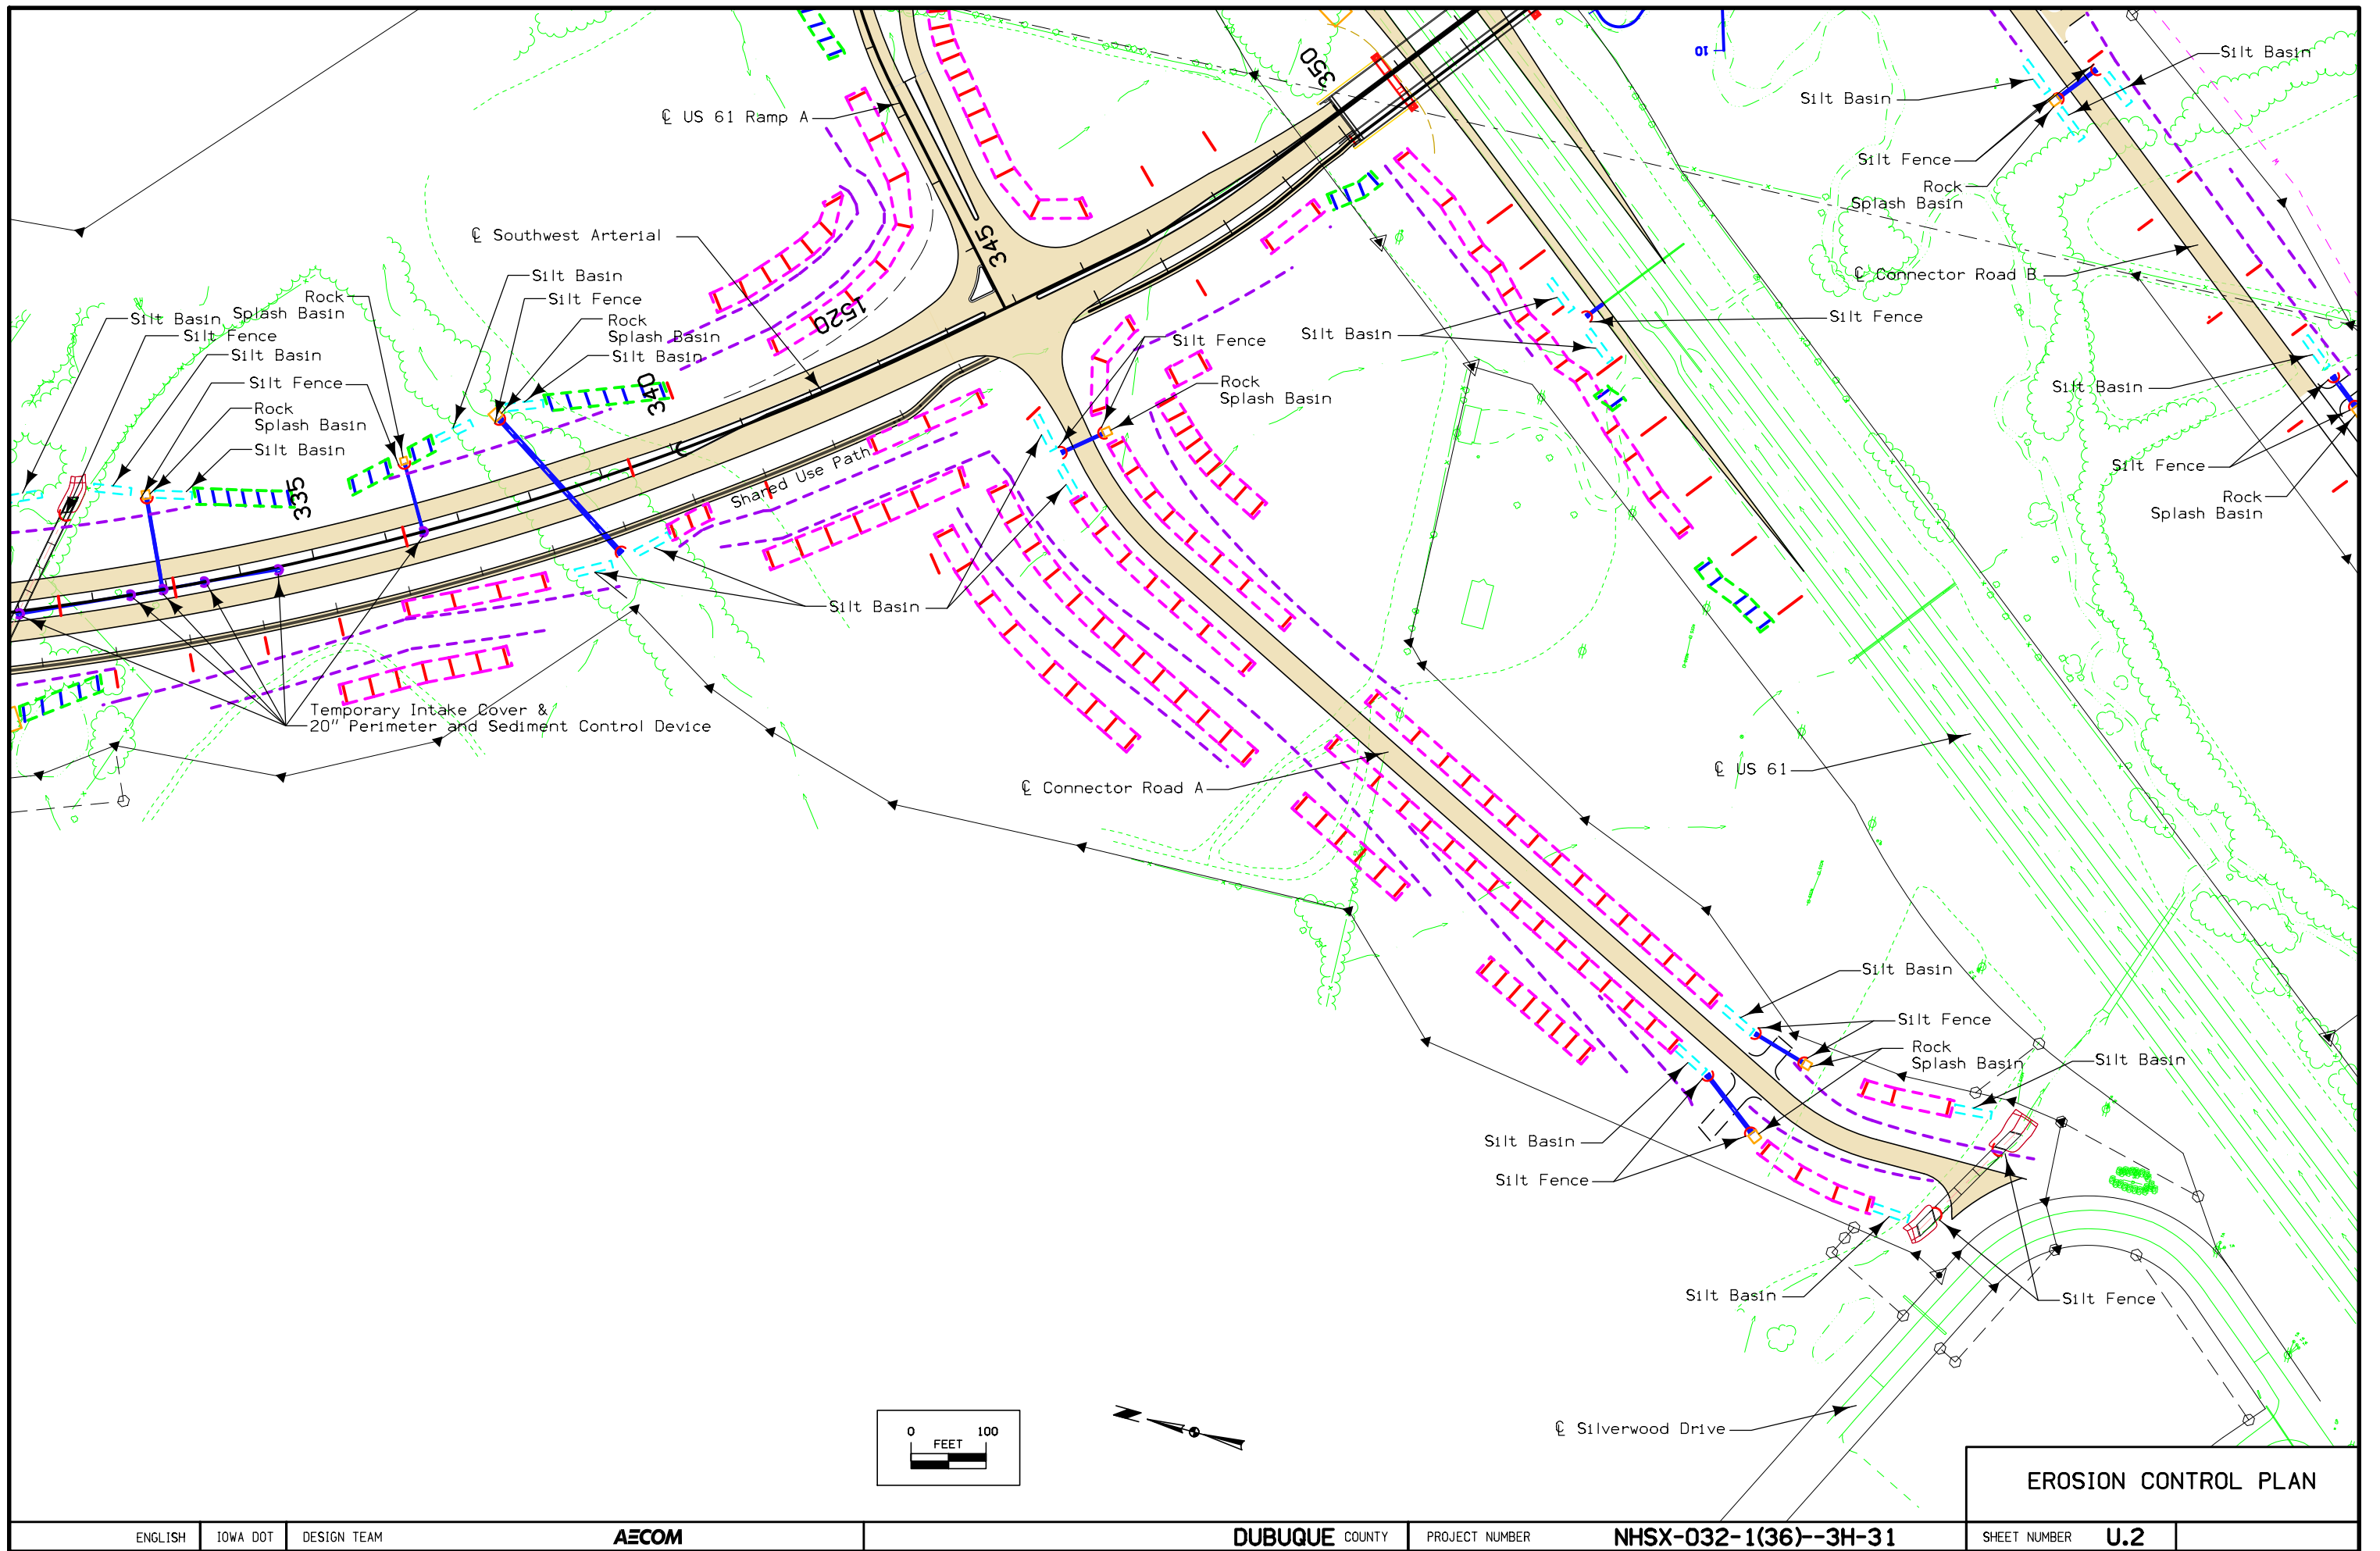 10
350
Silt Basin
Silt Basin
℄ US 61 Ramp A
Silt Fence
Rock
Splash Basin
℄ Southwest Arterial
345
Silt Basin
℄ Connector Road B
Rock
Splash Basin
Silt Fence
Silt Basin
Silt Fence
Rock
Splash Basin
1520
Silt Fence
Silt Basin
Silt Basin
Silt Basin
Silt Fence
Silt Fence
340
Rock
Splash Basin
Silt Basin
Rock
Splash Basin
Silt Basin
Shared Use Path
Silt Fence
335
Rock
Splash Basin
Silt Basin
Silt Basin
Temporary Intake Cover &
20" Perimeter and Sediment Control Device
℄ US 61
℄ Connector Road A
Silt Basin
Silt Fence
Rock
Splash Basin
Silt Basin
Silt Basin
Silt Fence
Silt Basin
Silt Fence
℄ Silverwood Drive
0 100
FEET
EROSION CONTROL PLAN
ENGLISH IOWA DOT DESIGN TEAM AECOM DUBUQUE COUNTY PROJECT NUMBER NHSX-032-1(36)--3H-31 SHEET NUMBER U.2